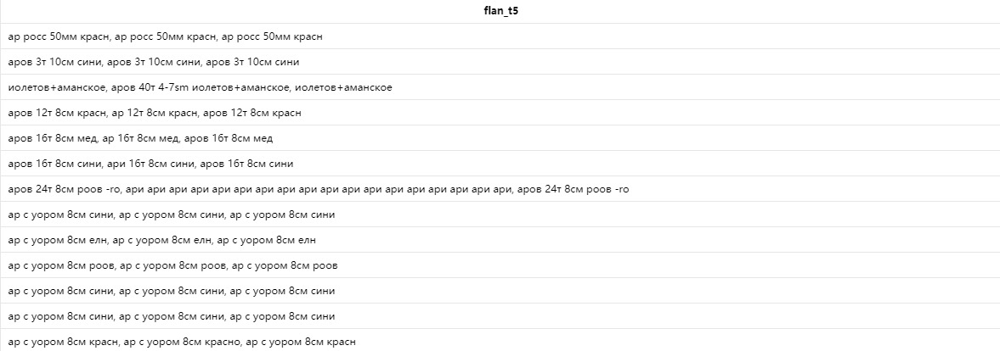 flan_t5
ар росс 50мм красн, ар росс 50мм красн, ар росс 50мм красн
аров 3т 10см сини, аров 3т 10см сини, аров 3т 10см сини
иолетов+аманское, аров 40т 4-7sm иолетов+аманское, иолетов+аманское
аров 12т 8см красн, ар 12т 8см красн, аров 12т 8см красн
аров 16т 8см мед, ар 16т 8см мед, аров 16т 8см мед
аров 16т 8см сини, ари 16т 8см сини, аров 16т 8см сини
аров 24т 8см роов -ro, ари ари ари ари ари ари ари ари ари ари ари ари ари ари ари ари ари ари, аров 24т 8см роов -ro
ар с уором 8см сини, ар с уором 8см сини, ар с уором 8см сини
ар с уором 8см елн, ар с уором 8см елн, ар с уором 8см елн
ар с уором 8см роов, ар с уором 8см роов, ар с уором 8см роов
ар с уором 8см сини, ар с уором 8см сини, ар с уором 8см сини
ар с уором 8см сини, ар с уором 8см сини, ар с уором 8см сини
ар с уором 8см красн, ар с уором 8см красно, ар с уором 8см красн